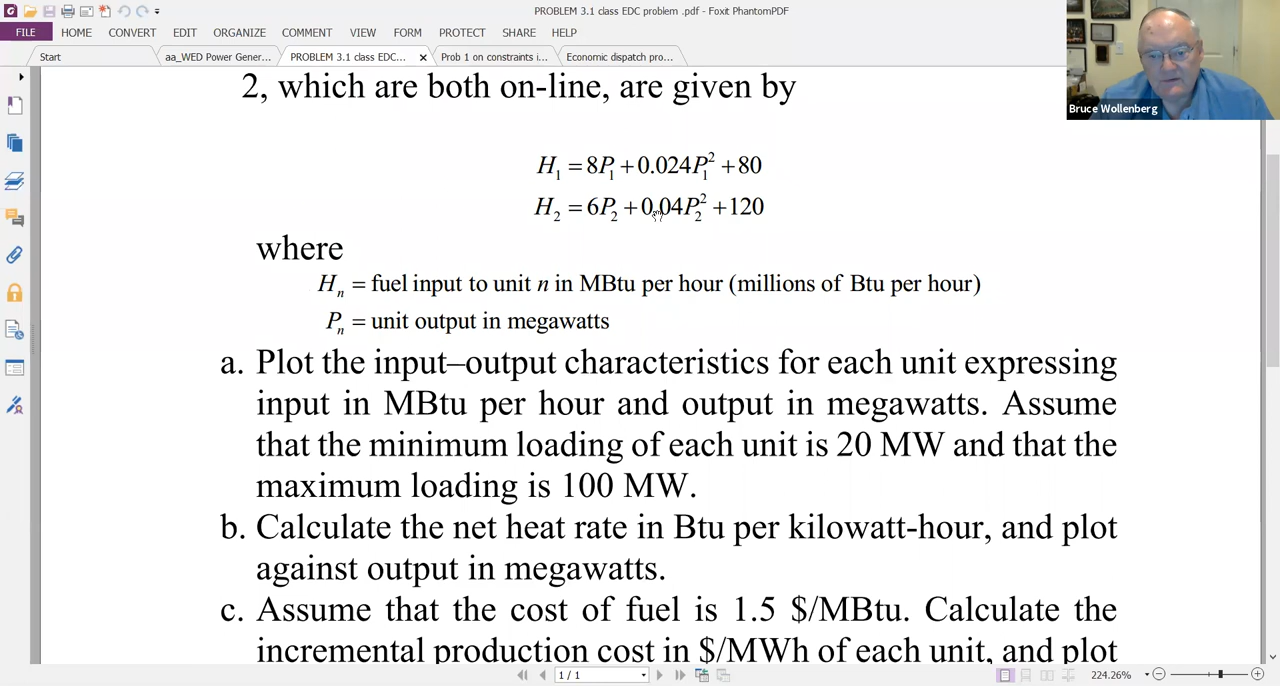 PROBLEM 3.1 class EDC problem .pdf - Foxit PhantomPDF
FILE HOME CONVERT EDIT ORGANIZE COMMENT VIEW FORM PROTECT SHARE HELP
Start aa_WED Power Gener... PROBLEM 3.1 class EDC... × Prob 1 on constraints i... Economic dispatch pro...
2, which are both on-line, are given by
Bruce Wollenberg
H₁ = 8P₁ + 0.024P₁² + 80
H₂ = 6P₂ + 0.04P₂² + 120
where
Hₙ = fuel input to unit n in MBtu per hour (millions of Btu per hour)
Pₙ = unit output in megawatts
a. Plot the input–output characteristics for each unit expressing
input in MBtu per hour and output in megawatts. Assume
that the minimum loading of each unit is 20 MW and that the
maximum loading is 100 MW.
b. Calculate the net heat rate in Btu per kilowatt-hour, and plot
against output in megawatts.
c. Assume that the cost of fuel is 1.5 $/MBtu. Calculate the
incremental production cost in $/MWh of each unit, and plot
1 / 1 224.26%